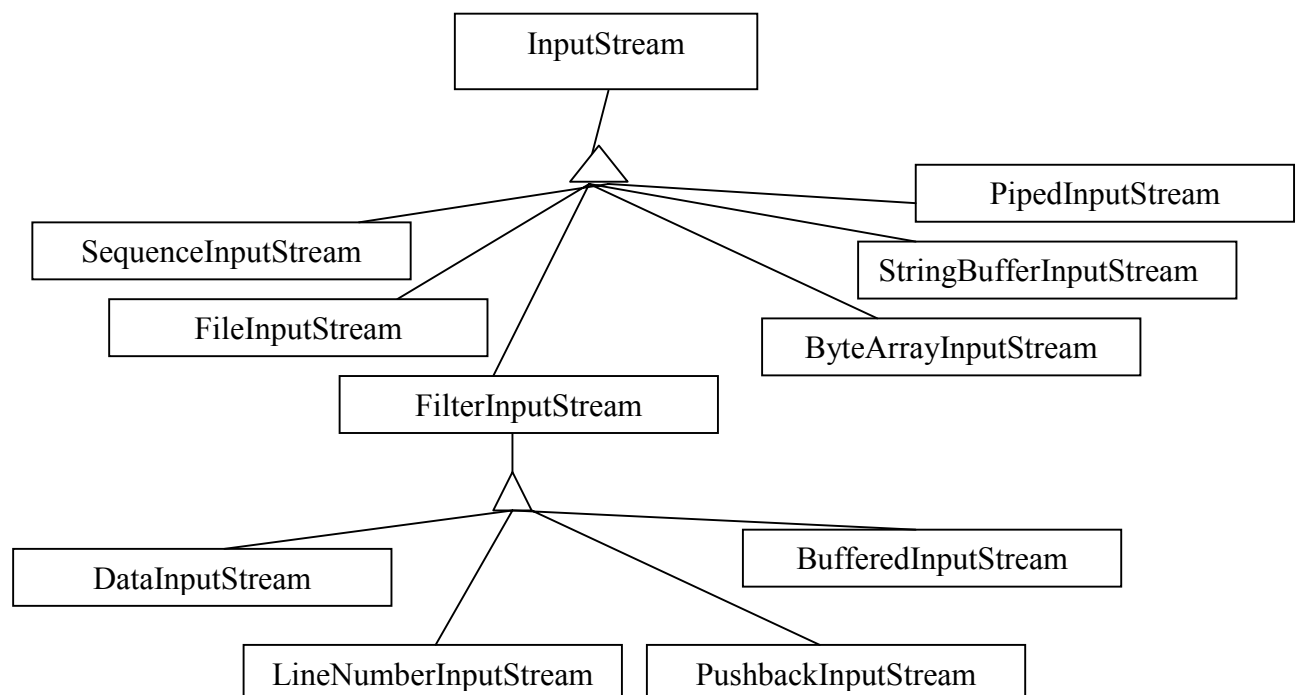 InputStream
PipedInputStream
SequenceInputStream
StringBufferInputStream
FileInputStream
ByteArrayInputStream
FilterInputStream
BufferedInputStream
DataInputStream
LineNumberInputStream
PushbackInputStream